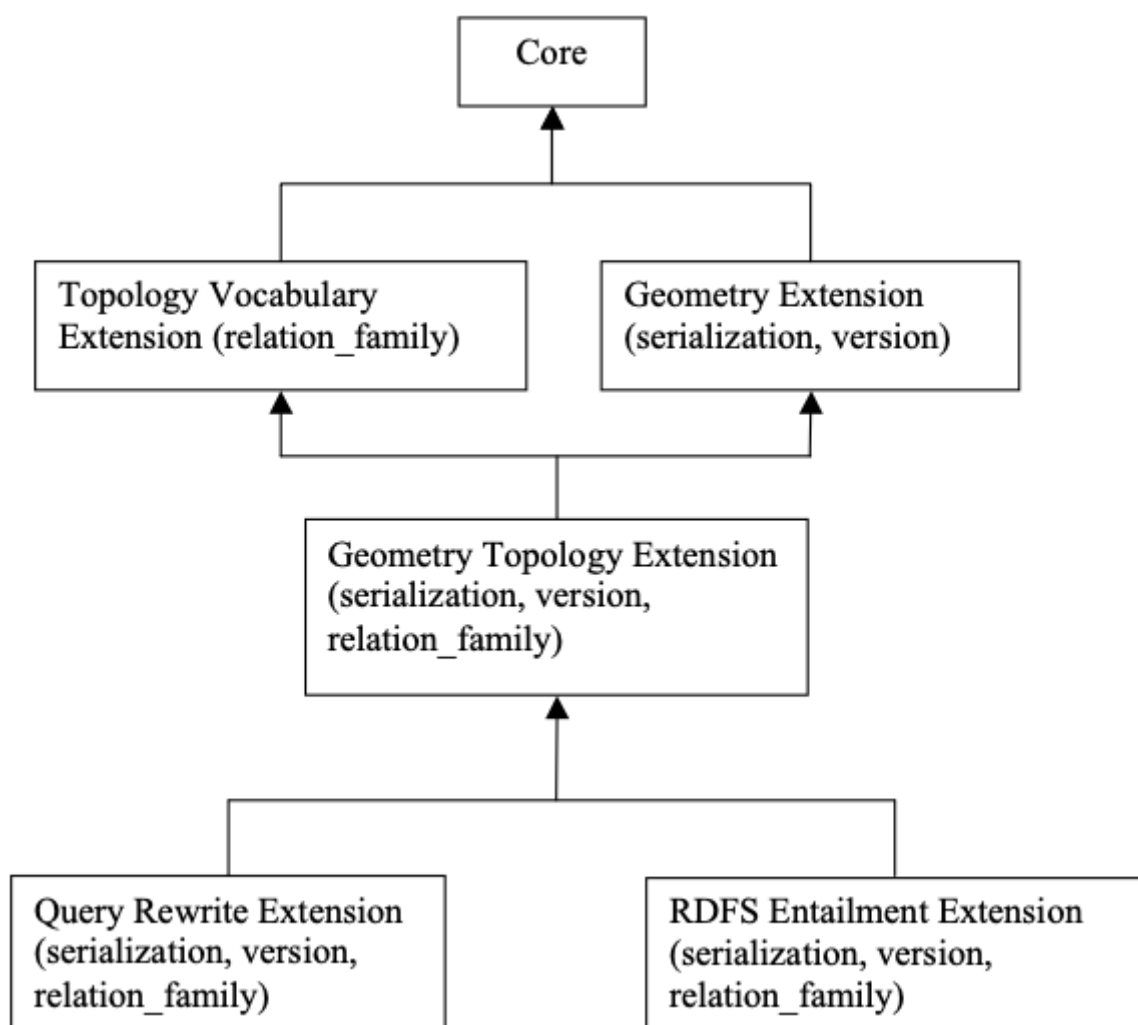 Core
Topology Vocabulary
Extension (relation_family)
Geometry Extension
(serialization, version)
Geometry Topology Extension
(serialization, version,
relation_family)
Query Rewrite Extension
(serialization, version,
relation_family)
RDFS Entailment Extension
(serialization, version,
relation_family)